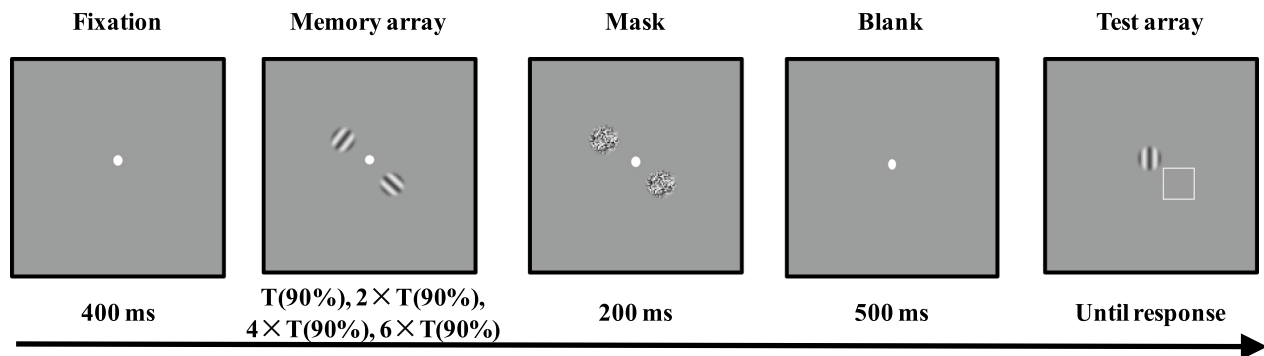 Fixation
Memory array
Mask
Blank
Test array
400 ms
T(90%), 2×T(90%),
4×T(90%), 6×T(90%)
200 ms
500 ms
Until response